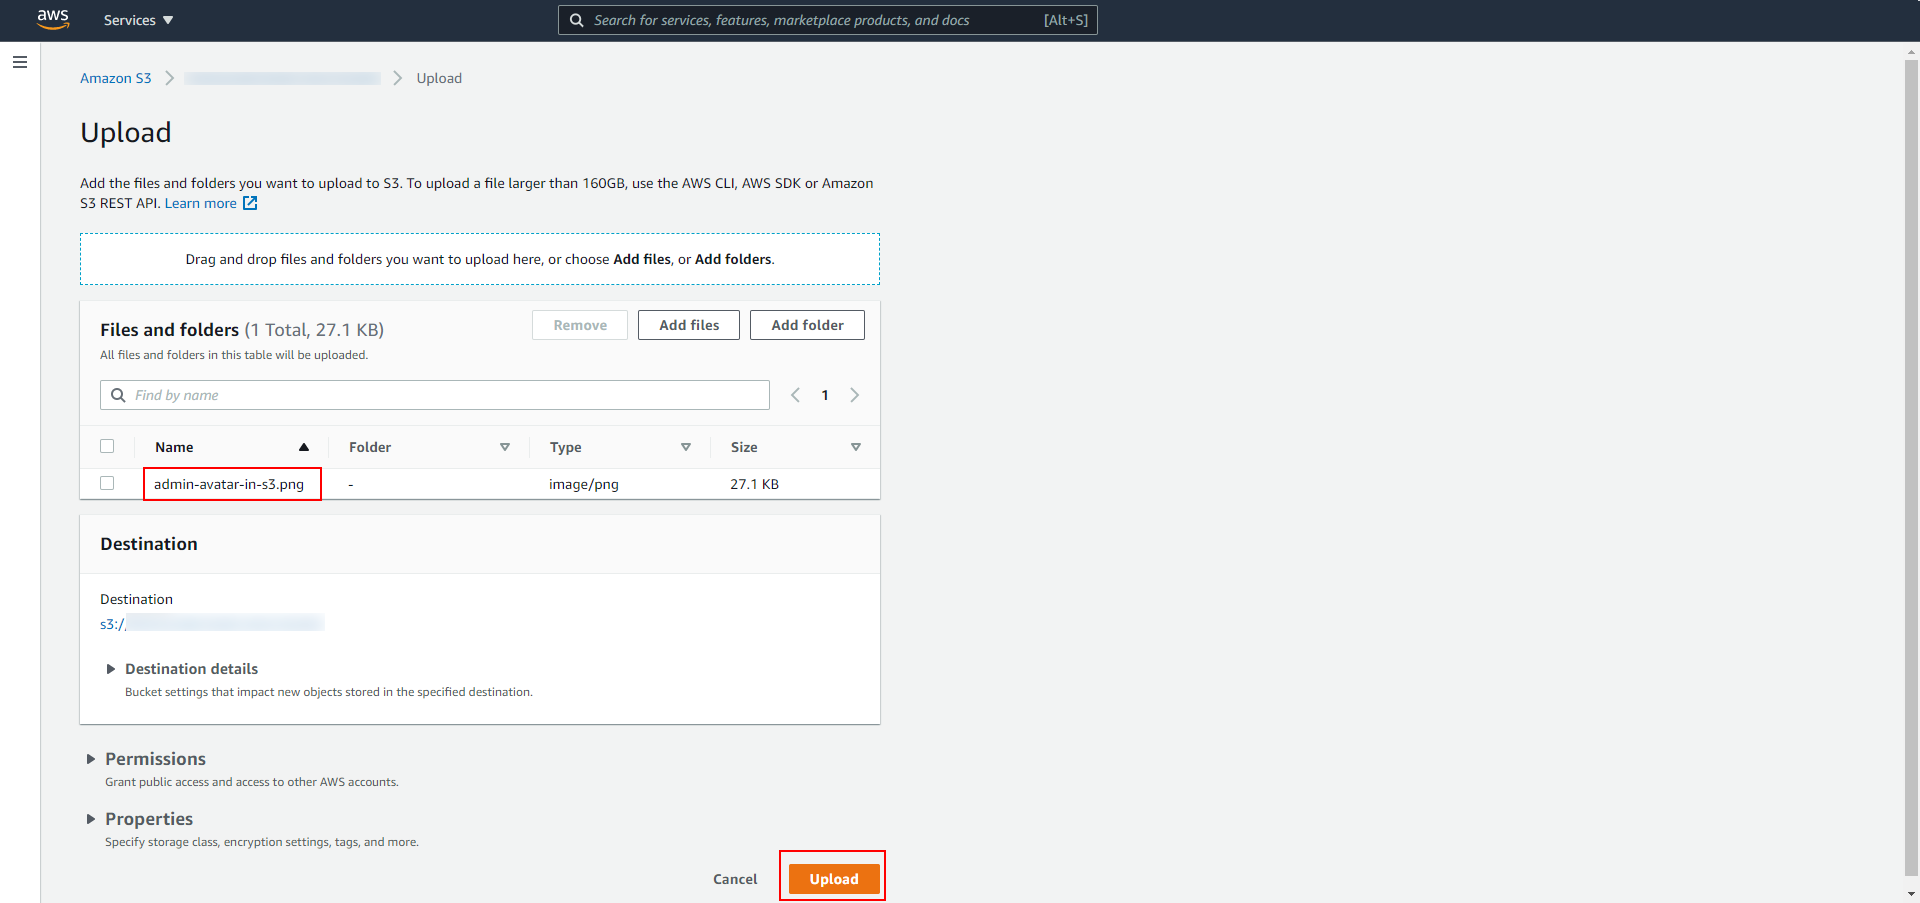 aws Services Search for services, features, marketplace products, and docs [Alt+S]
Amazon S3 Upload
Upload
Add the files and folders you want to upload to S3. To upload a file larger than 160GB, use the AWS CLI, AWS SDK or Amazon
S3 REST API. Learn more
Drag and drop files and folders you want to upload here, or choose Add files, or Add folders.
Files and folders (1 Total, 27.1 KB) Remove Add files Add folder
All files and folders in this table will be uploaded.
Find by name 1
Name Folder Type Size
admin-avatar-in-s3.png - image/png 27.1 KB
Destination
Destination
s3:/
Destination details
Bucket settings that impact new objects stored in the specified destination.
Permissions
Grant public access and access to other AWS accounts.
Properties
Specify storage class, encryption settings, tags, and more.
Cancel Upload